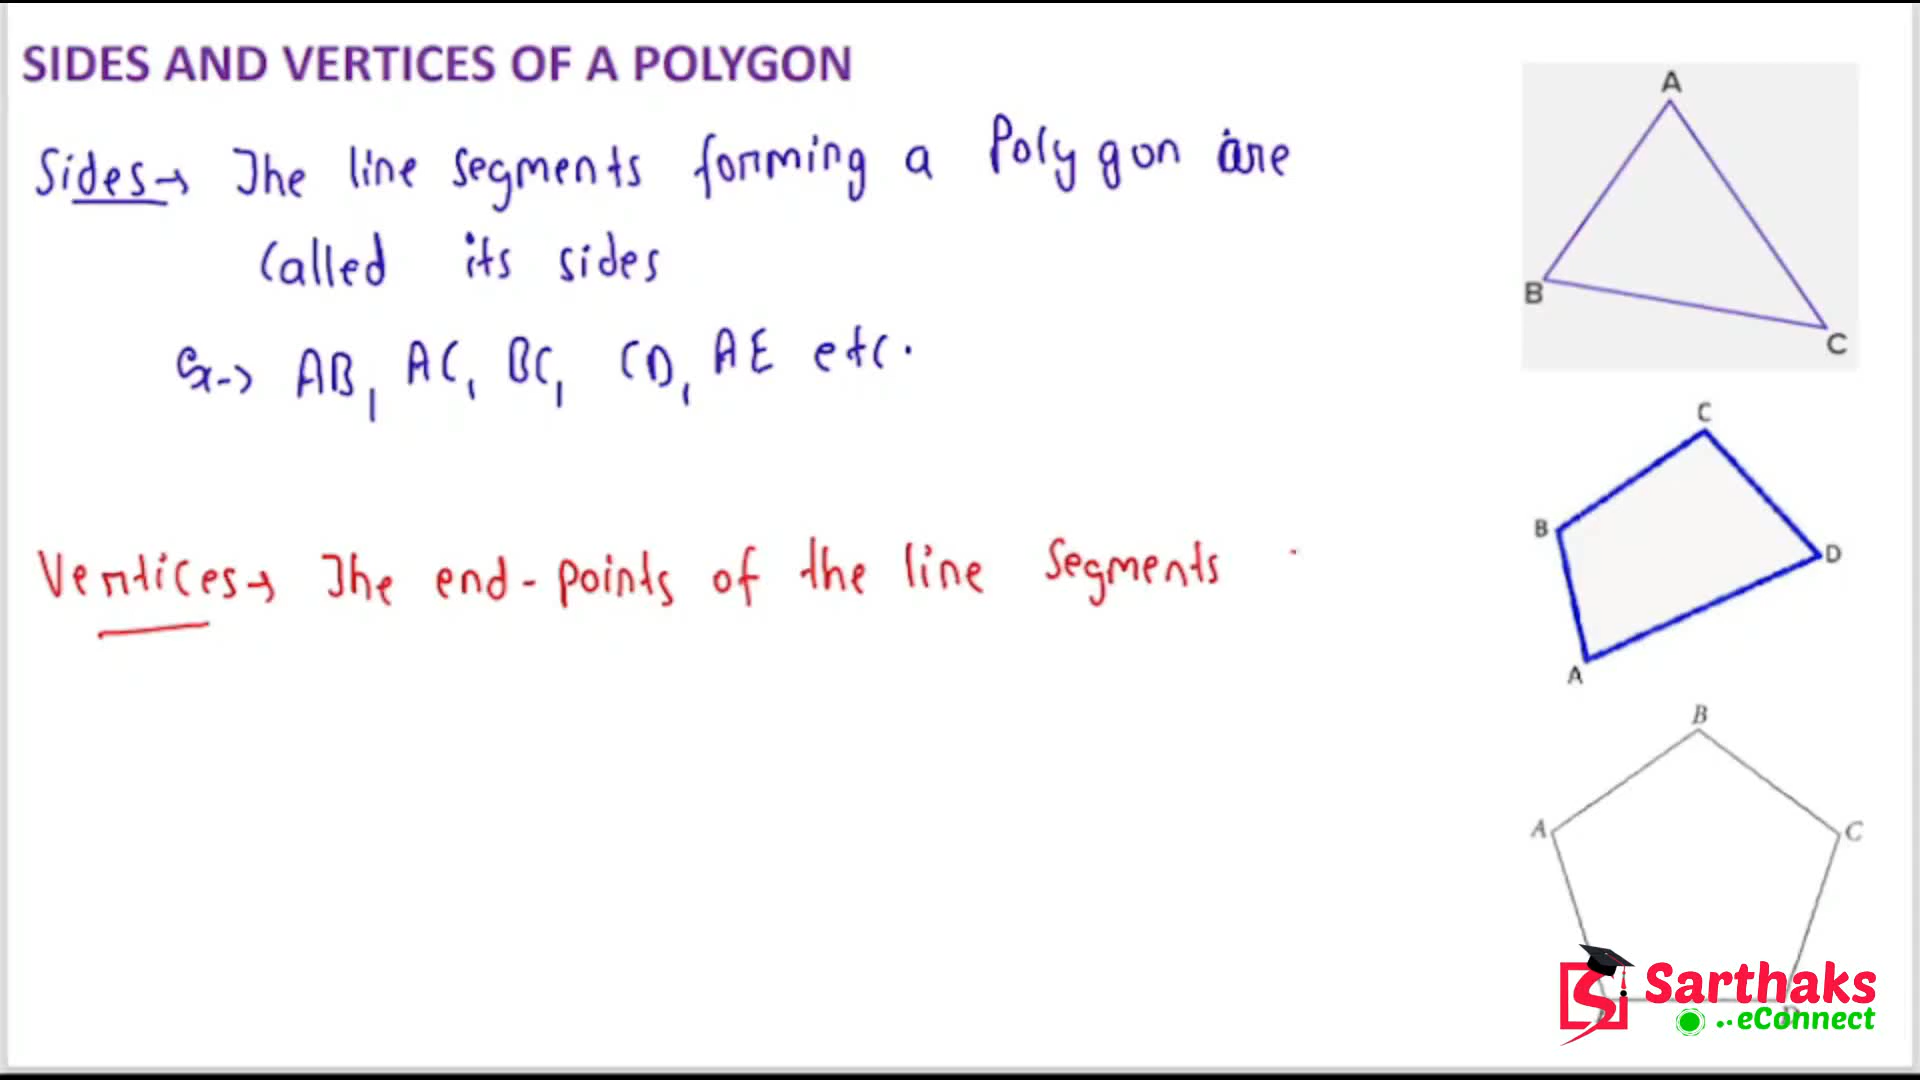 SIDES AND VERTICES OF A POLYGON
Sides→ The line segments forming a Polygon are
Called its sides
Ex→ AB, AC, BC, CD, AE etc.
Vertices→ The end-points of the line segments
A
B
C
C
B
D
A
B
A
C
D
Sarthaks
eConnect